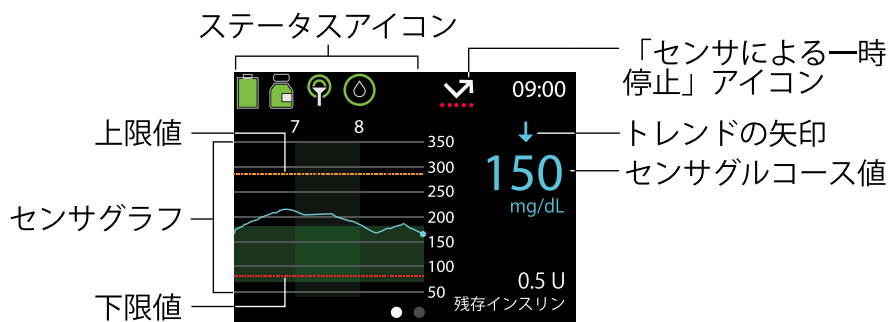 ステータスアイコン
「センサによる一時
停止」アイコン
09:00
上限値
7 8
トレンドの矢印
350
300
150
センサグルコース値
250
mg/dL
センサグラフ
200
150
100
0.5 U
下限値
50
残存インスリン